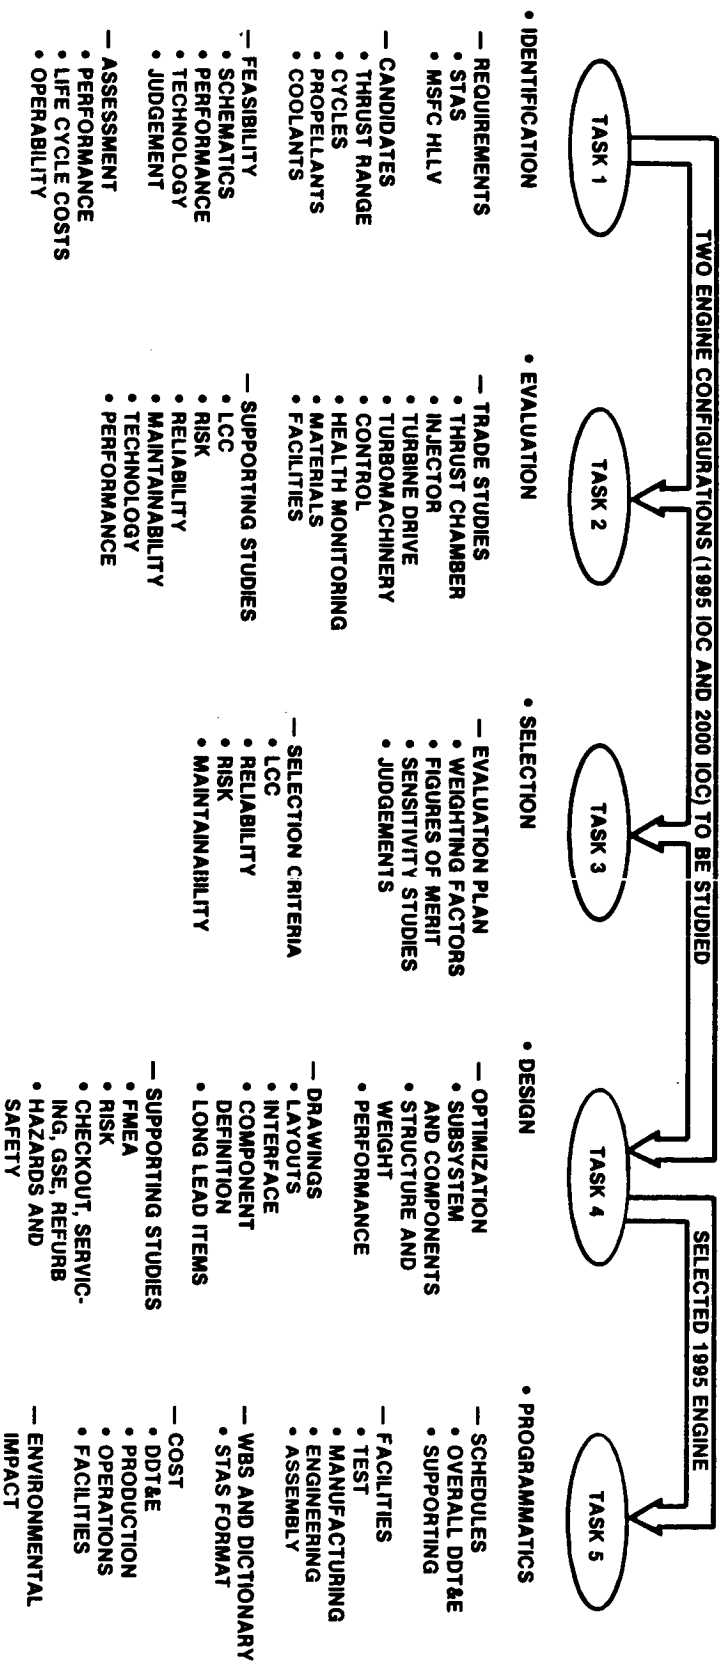 TWO ENGINE CONFIGURATIONS (1995 IOC AND 2000 IOC) TO BE STUDIED
SELECTED 1995 ENGINE
TASK 1
• IDENTIFICATION
— REQUIREMENTS
• STAS
• MSFC HLLV
— CANDIDATES
• THRUST RANGE
• CYCLES
• PROPELLANTS
• COOLANTS
— FEASIBILITY
• SCHEMATICS
• PERFORMANCE
• TECHNOLOGY
• JUDGEMENT
— ASSESSMENT
• PERFORMANCE
• LIFE CYCLE COSTS
• OPERABILITY
TASK 2
• EVALUATION
— TRADE STUDIES
• THRUST CHAMBER
• INJECTOR
• TURBINE DRIVE
• TURBOMACHINERY
• CONTROL
• HEALTH MONITORING
• MATERIALS
• FACILITIES
— SUPPORTING STUDIES
• LCC
• RISK
• RELIABILITY
• MAINTAINABILITY
• TECHNOLOGY
• PERFORMANCE
TASK 3
• SELECTION
— EVALUATION PLAN
• WEIGHTING FACTORS
• FIGURES OF MERIT
• SENSITIVITY STUDIES
• JUDGEMENTS
— SELECTION CRITERIA
• LCC
• RELIABILITY
• RISK
• MAINTAINABILITY
TASK 4
• DESIGN
— OPTIMIZATION
• SUBSYSTEM
AND COMPONENTS
• STRUCTURE AND
WEIGHT
• PERFORMANCE
— DRAWINGS
• LAYOUTS
• INTERFACE
• COMPONENT
DEFINITION
• LONG LEAD ITEMS
— SUPPORTING STUDIES
• FMEA
• RISK
• CHECKOUT, SERVIC-
ING, GSE, REFURB
• HAZARDS AND
SAFETY
TASK 5
• PROGRAMMATICS
— SCHEDULES
• OVERALL DDT&E
• SUPPORTING
— FACILITIES
• TEST
• MANUFACTURING
• ENGINEERING
• ASSEMBLY
— WBS AND DICTIONARY
• STAS FORMAT
— COST
• DDT&E
• PRODUCTION
• OPERATIONS
• FACILITIES
— ENVIRONMENTAL
IMPACT